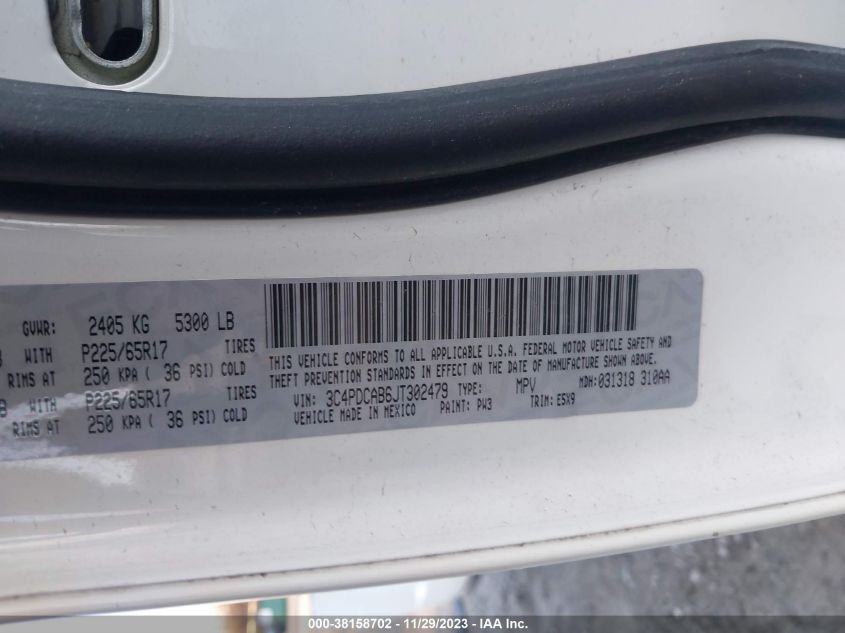 GVWR: 2405 KG 5300 LB
B WITH P225/65R17 TIRES
RIMS AT 250 KPA ( 36 PSI) COLD
B WITH P225/65R17 TIRES
RIMS AT 250 KPA ( 36 PSI) COLD
THIS VEHICLE CONFORMS TO ALL APPLICABLE U.S.A. FEDERAL MOTOR VEHICLE SAFETY AND
THEFT PREVENTION STANDARDS IN EFFECT ON THE DATE OF MANUFACTURE SHOWN ABOVE.
VIN: 3C4PDCAB6JT302479 TYPE: MPV MDH: 031318 310AA
VEHICLE MADE IN MEXICO PAINT: PW3 TRIM: E5X9
000-38158702 - 11/29/2023 - IAA Inc.